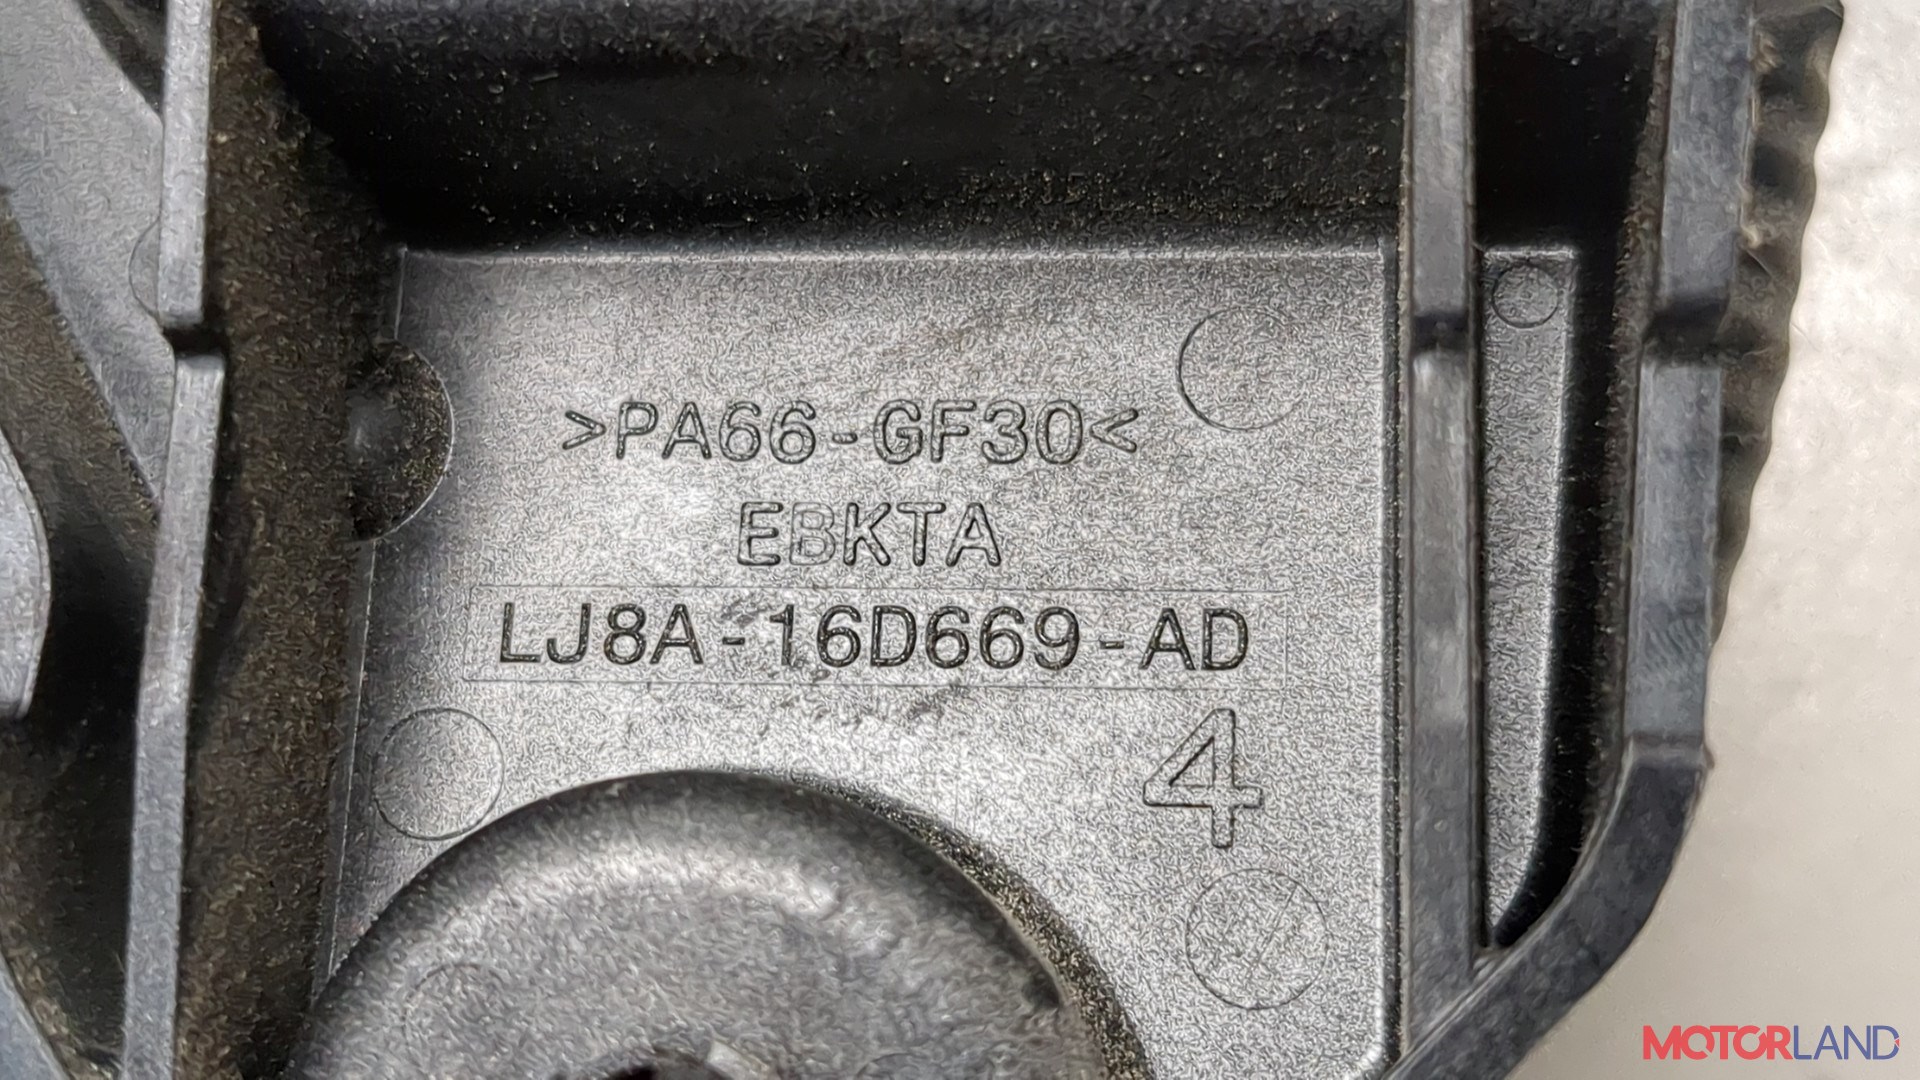 >PA66-GF30<
EBKTA
LJ8A-16D669-AD
4
MOTORLAND